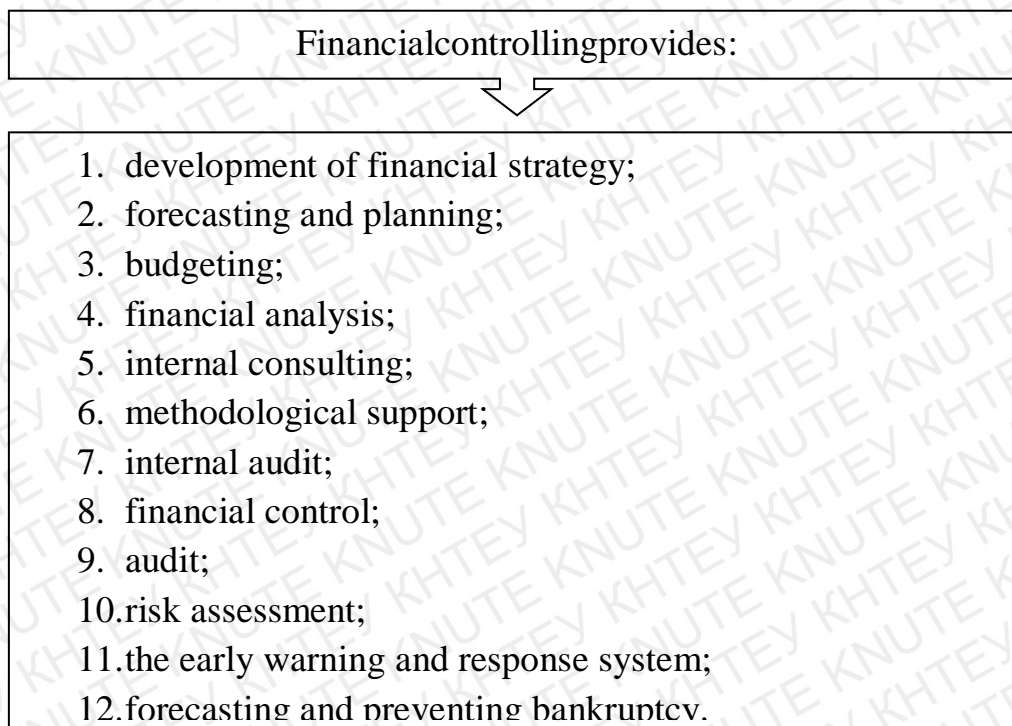 Financialcontrollingprovides:
1. development of financial strategy;
2. forecasting and planning;
3. budgeting;
4. financial analysis;
5. internal consulting;
6. methodological support;
7. internal audit;
8. financial control;
9. audit;
10.risk assessment;
11.the early warning and response system;
12.forecasting and preventing bankruptcy.